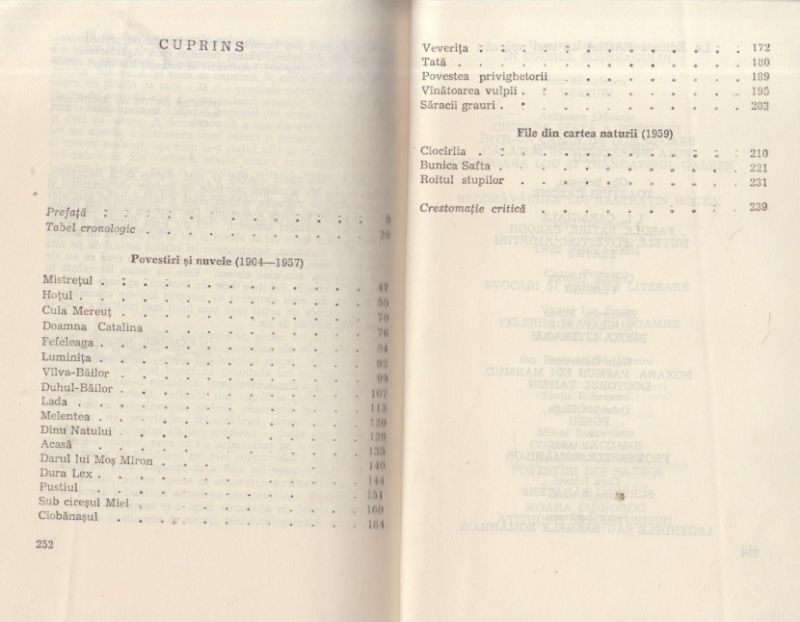 CUPRINS
Prefață . . . . . . . . . . 5
Tabel cronologic . . . . . . . . . 39
Povestiri și nuvele (1904—1957)
Mistrețul . . . . . . . . . . 47
Hoțul . . . . . . . . . . 55
Cula Mereuț . . . . . . . . . . 70
Doamna Catalina . . . . . . . . 76
Fefeleaga . . . . . . . . . . 84
Luminița . . . . . . . . . . 92
Vîlva-Băilor . . . . . . . . . . 99
Duhul-Băilor . . . . . . . . . . 107
Lada . . . . . . . . . . 113
Melentea . . . . . . . . . . 120
Dinu Natului . . . . . . . . . . 128
Acasă . . . . . . . . . . 135
Darul lui Moș Miron . . . . . . . . 140
Dura Lex . . . . . . . . . . 144
Pustiul . . . . . . . . . . 151
Sub cireșul Miei . . . . . . . . . 160
Ciobănașul . . . . . . . . . . 164
252
Veverița . . . . . . . . . . 172
Tată . . . . . . . . . . 180
Povestea privighetorii . . . . . . . . 189
Vînătoarea vulpii . . . . . . . . . 195
Săracii grauri . . . . . . . . . . 203
File din cartea naturii (1959)
Ciocîrlia . . . . . . . . . . 210
Bunica Safta . . . . . . . . . . 221
Roitul stupilor . . . . . . . . . 231
Crestomație critică . . . . . . . . 239